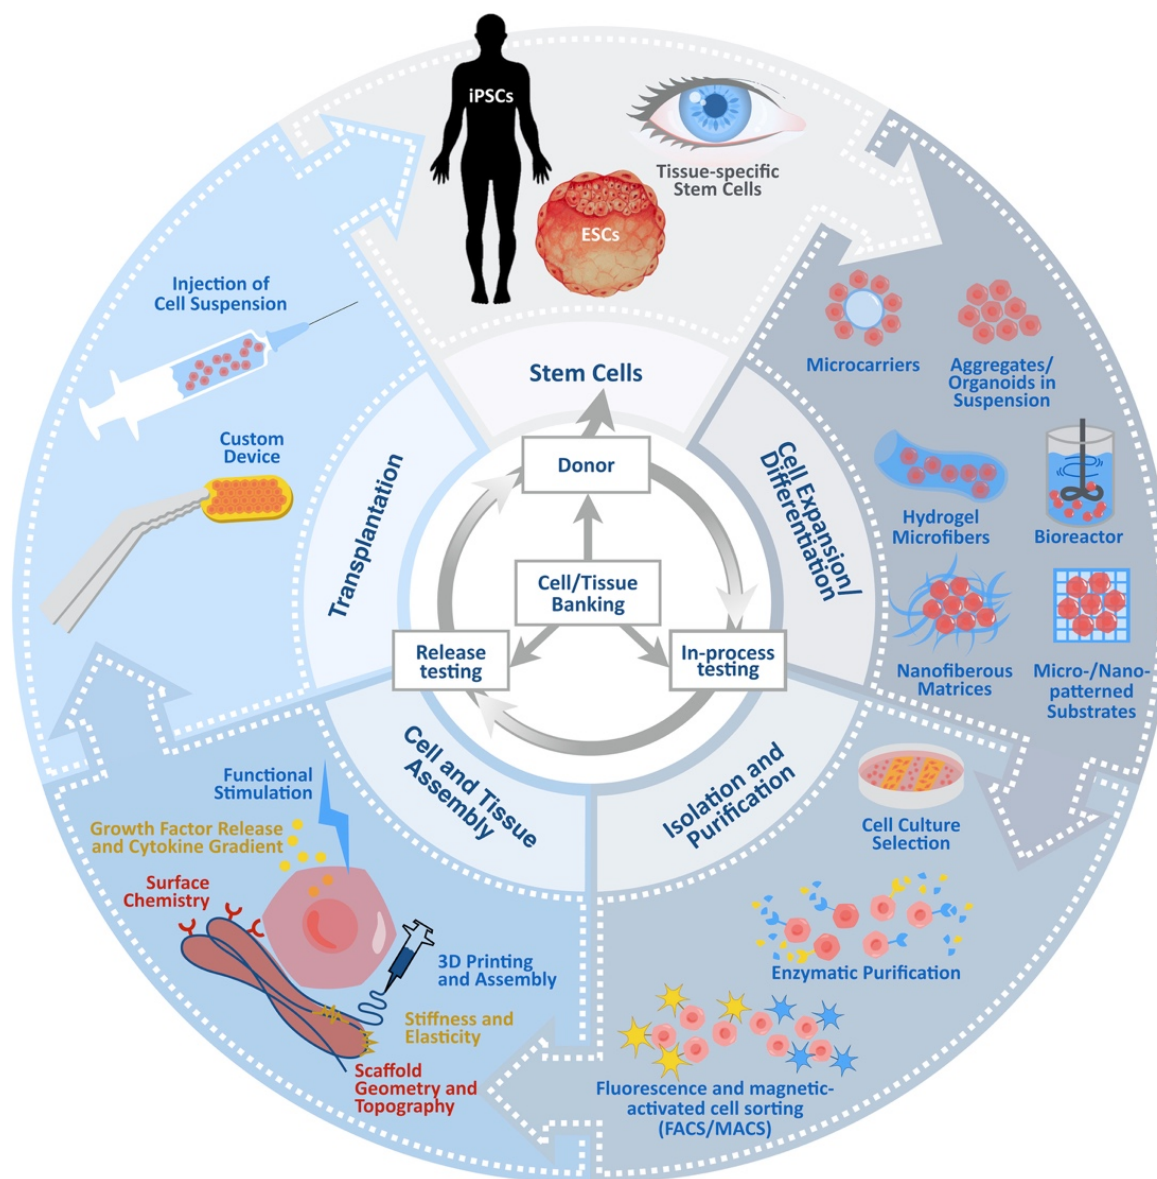 iPSCs
Tissue-specific
Stem Cells
ESCs
Stem Cells
Microcarriers
Aggregates/
Organoids in
Suspension
Hydrogel
Microfibers
Bioreactor
Nanofiberous
Matrices
Micro-/Nano-
patterned
Substrates
Cell Expansion/
Differentiation
Cell Culture
Selection
Enzymatic Purification
Fluorescence and magnetic-
activated cell sorting
(FACS/MACS)
Isolation and
Purification
Functional
Stimulation
Growth Factor Release
and Cytokine Gradient
Surface
Chemistry
3D Printing
and Assembly
Stiffness and
Elasticity
Scaffold
Geometry and
Topography
Cell and Tissue
Assembly
Injection of
Cell Suspension
Custom
Device
Transplantation
Donor
Cell/Tissue
Banking
Release
testing
In-process
testing